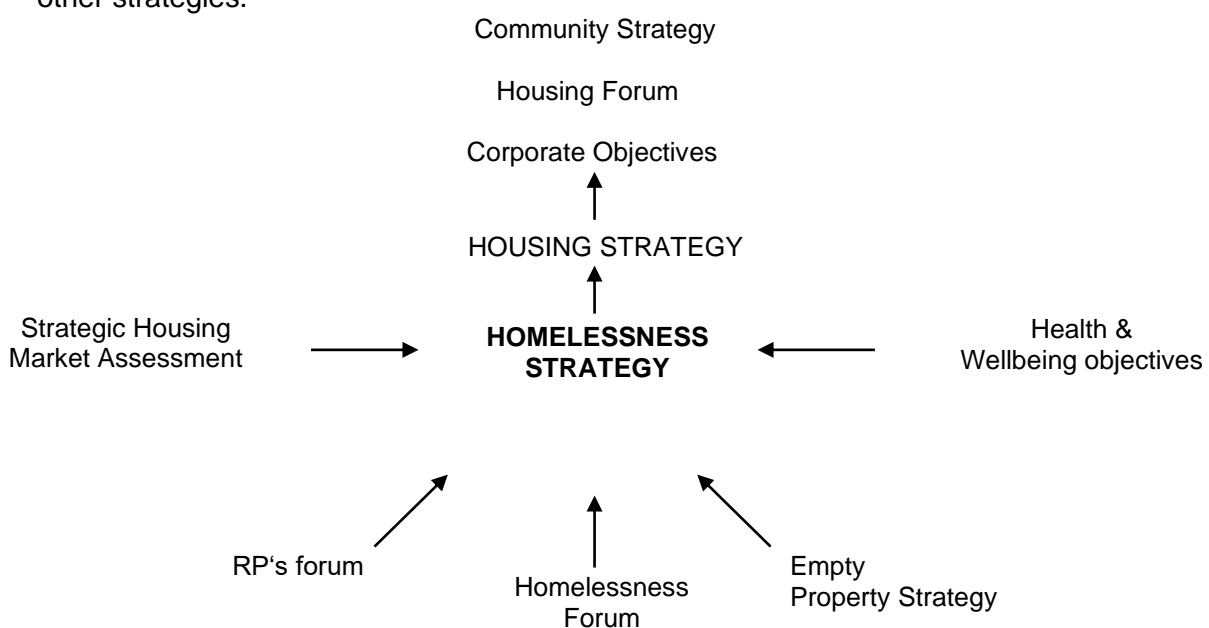 other strategies.
Community Strategy
Housing Forum
Corporate Objectives
HOUSING STRATEGY
Strategic Housing
Market Assessment
HOMELESSNESS
STRATEGY
Health &
Wellbeing objectives
RP‘s forum
Homelessness
Forum
Empty
Property Strategy